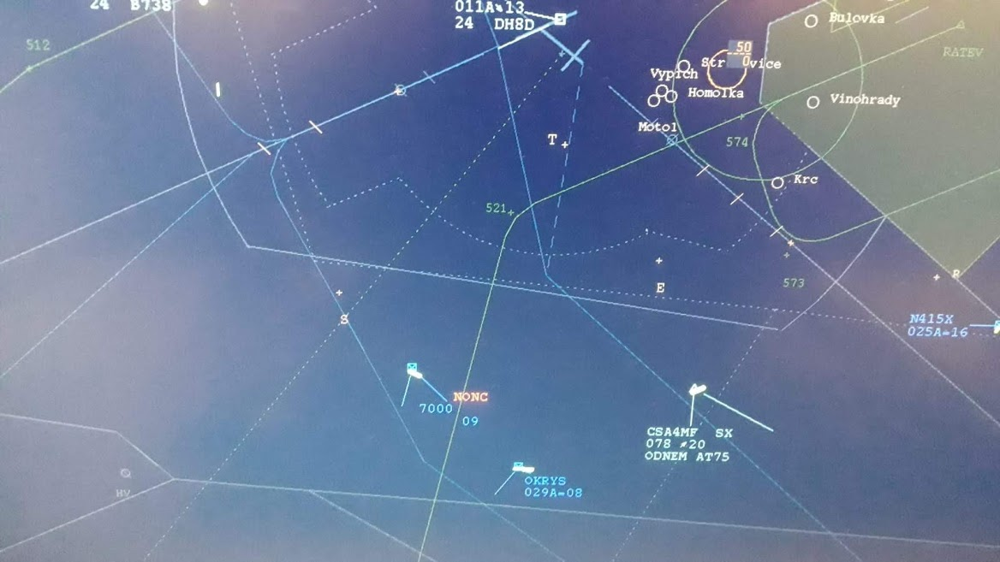 24 B738
011A↘13
24 DH8D
512
50
0
Bulovka
RATEV
Vypich
Homolka
Vinohrady
Motol
T
574
Krc
521
E
573
R
S
N415X
025A=16
NONC
7000
09
CSA4MF SX
078 ↗20
ODNEM AT75
OKRYS
029A=08
HV